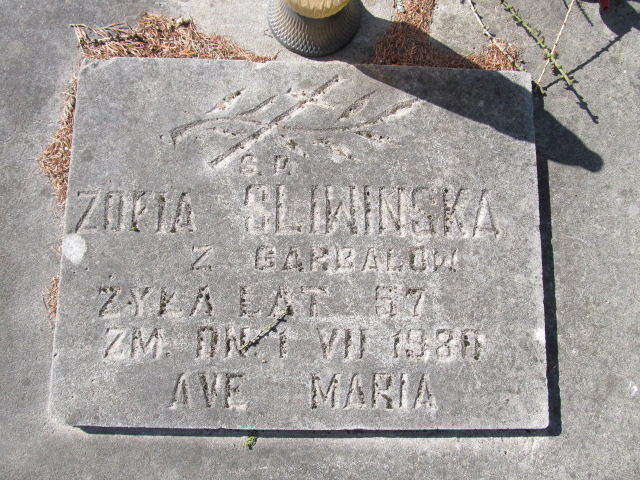 Ś. P.
ZOFIA ŚLIWIŃSKA
Z GARBALÓW
ŻYŁA LAT 57
ZM. DN. 1 VII 1980
AVE MARIA